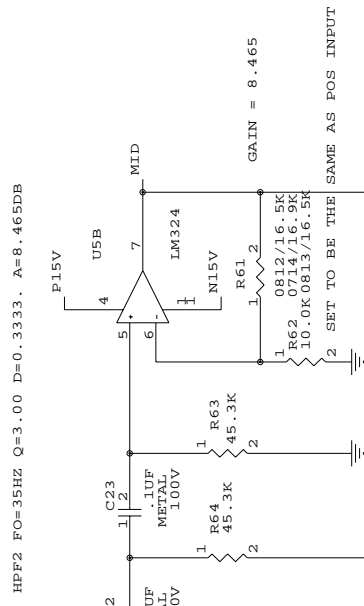 HPF2 FO=35HZ Q=3.00 D=0.3333. A=8.465DB
P15V
U5B
MID
4
5
+
7
6
-
11
LM324
N15V
GAIN = 8.465
R61
1 2
0812/16.5K
0714/16.9K
0813/16.5K
R62
10.0K
1
2
SET TO BE THE SAME AS POS INPUT
C23
1 2
.1UF
METAL
100V
R63
45.3K
1
2
R64
45.3K
1
2
2
UF
AL
0V